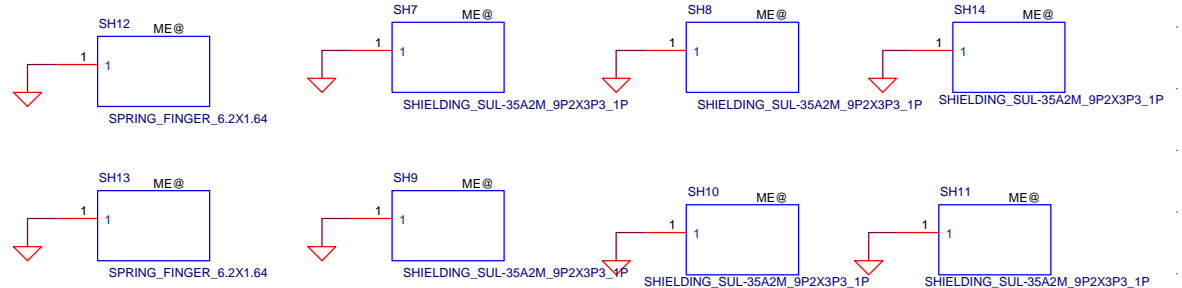 SH12
ME@
1
1
SPRING_FINGER_6.2X1.64
SH7
ME@
1
1
SHIELDING_SUL-35A2M_9P2X3P3_1P
SH8
ME@
1
1
SHIELDING_SUL-35A2M_9P2X3P3_1P
SH14
ME@
1
1
SHIELDING_SUL-35A2M_9P2X3P3_1P
SH13
ME@
1
1
SPRING_FINGER_6.2X1.64
SH9
ME@
1
1
SHIELDING_SUL-35A2M_9P2X3P3_1P
SH10
ME@
1
1
SHIELDING_SUL-35A2M_9P2X3P3_1P
SH11
ME@
1
1
SHIELDING_SUL-35A2M_9P2X3P3_1P